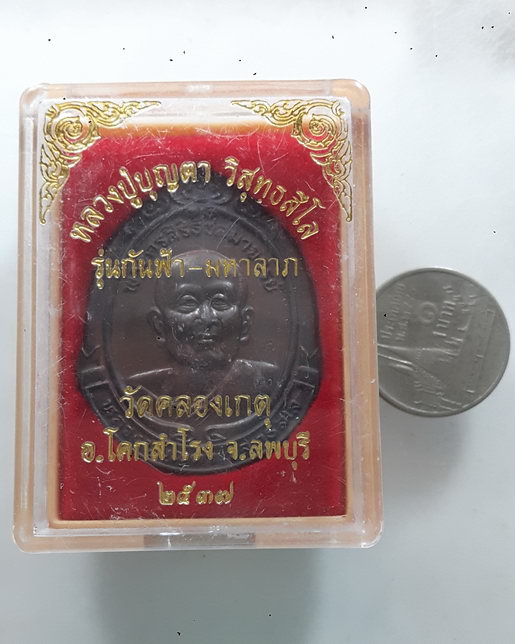 หลวงปู่บุญตา วิสุทธสีโล
รุ่นกันฟ้า-มหาลาภ
วัดคลองเกตุ
อ.โคกสำโรง จ.ลพบุรี
๒๕๓๗